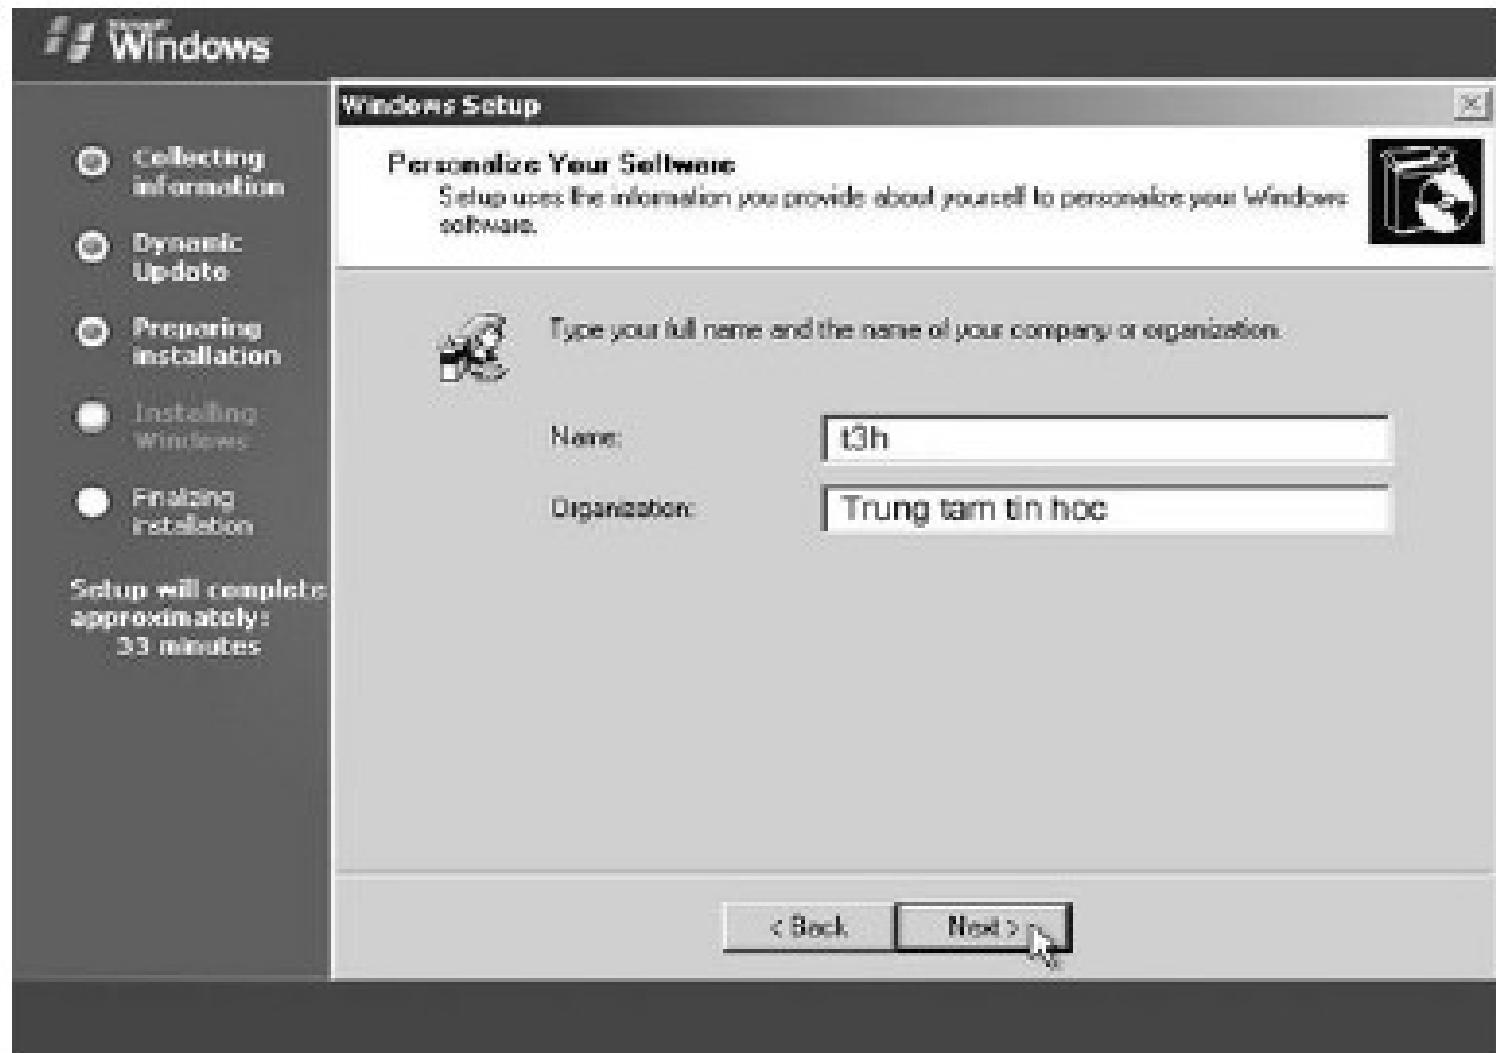 Microsoft
Windows
Windows Setup
Collecting
information
Dynamic
Update
Preparing
installation
Installing
Windows
Finalizing
installation
Setup will complete
approximately:
33 minutes
Personalize Your Software
Setup uses the information you provide about yourself to personalize your Windows
software.
Type your full name and the name of your company or organization.
Name:
t3h
Organization:
Trung tam tin hoc
< Back
Next >